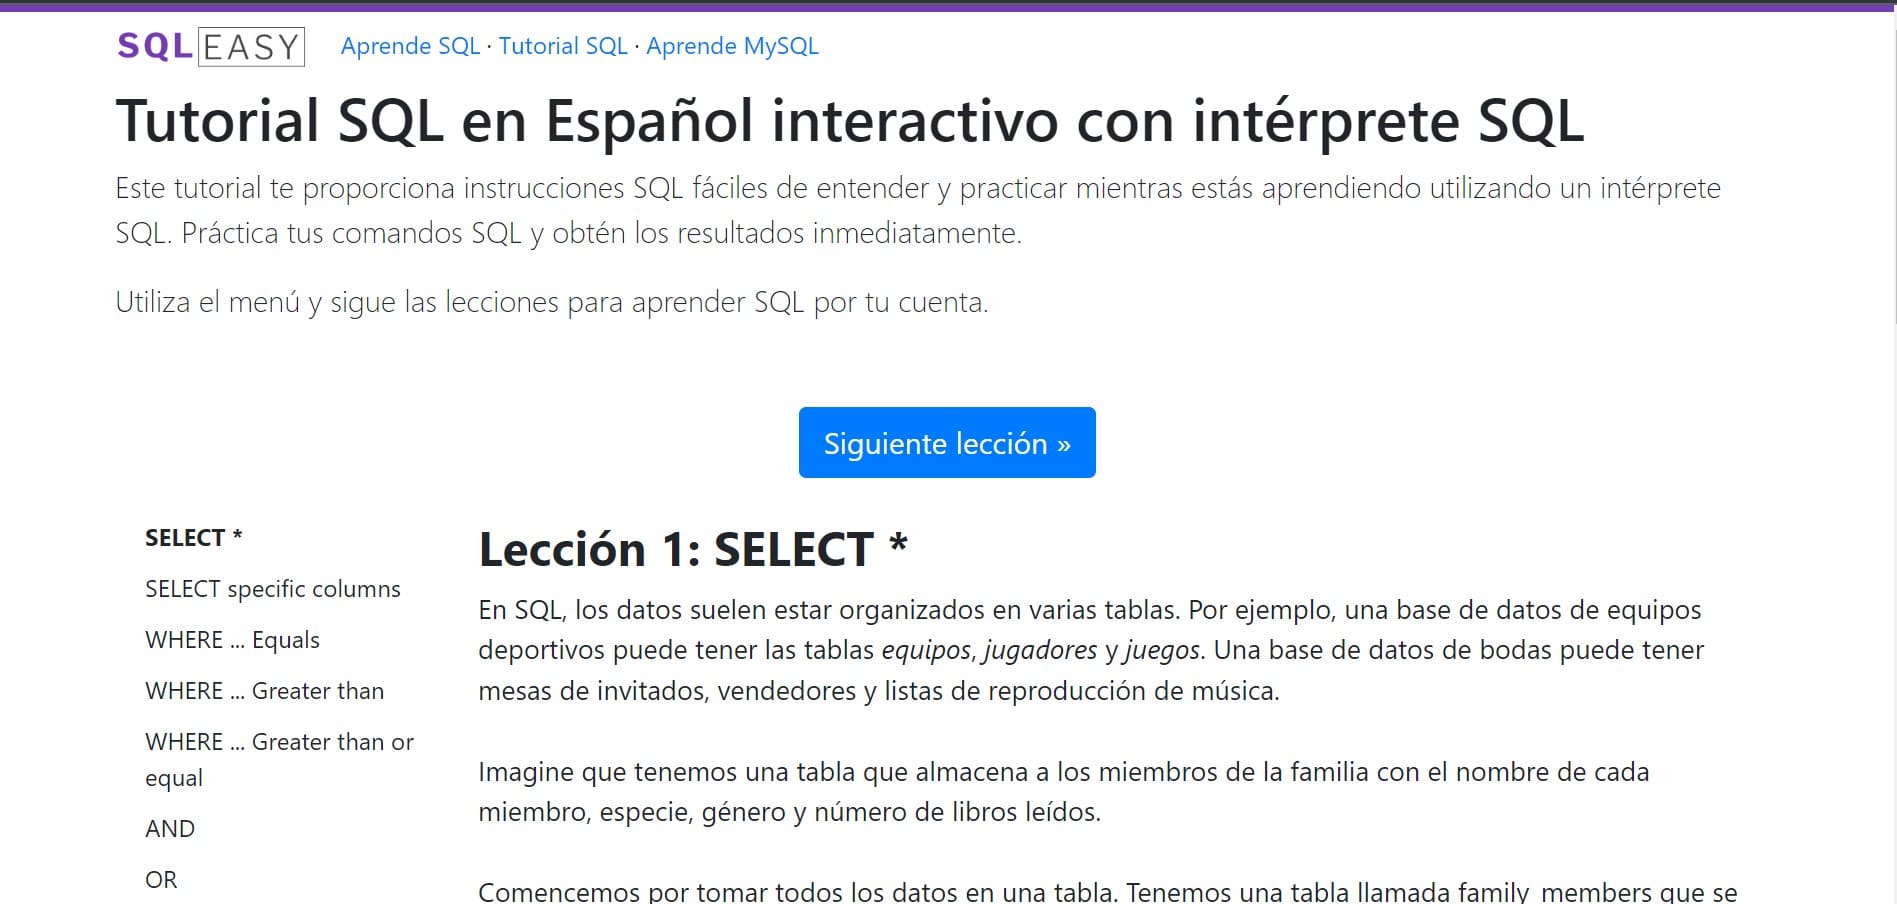 SQL EASY Aprende SQL · Tutorial SQL · Aprende MySQL
Tutorial SQL en Español interactivo con intérprete SQL
Este tutorial te proporciona instrucciones SQL fáciles de entender y practicar mientras estás aprendiendo utilizando un intérprete
SQL. Práctica tus comandos SQL y obtén los resultados inmediatamente.
Utiliza el menú y sigue las lecciones para aprender SQL por tu cuenta.
Siguiente lección »
SELECT *
SELECT specific columns
WHERE ... Equals
WHERE ... Greater than
WHERE ... Greater than or
equal
AND
OR
Lección 1: SELECT *
En SQL, los datos suelen estar organizados en varias tablas. Por ejemplo, una base de datos de equipos
deportivos puede tener las tablas equipos, jugadores y juegos. Una base de datos de bodas puede tener
mesas de invitados, vendedores y listas de reproducción de música.
Imagine que tenemos una tabla que almacena a los miembros de la familia con el nombre de cada
miembro, especie, género y número de libros leídos.
Comencemos por tomar todos los datos en una tabla. Tenemos una tabla llamada family_members que se